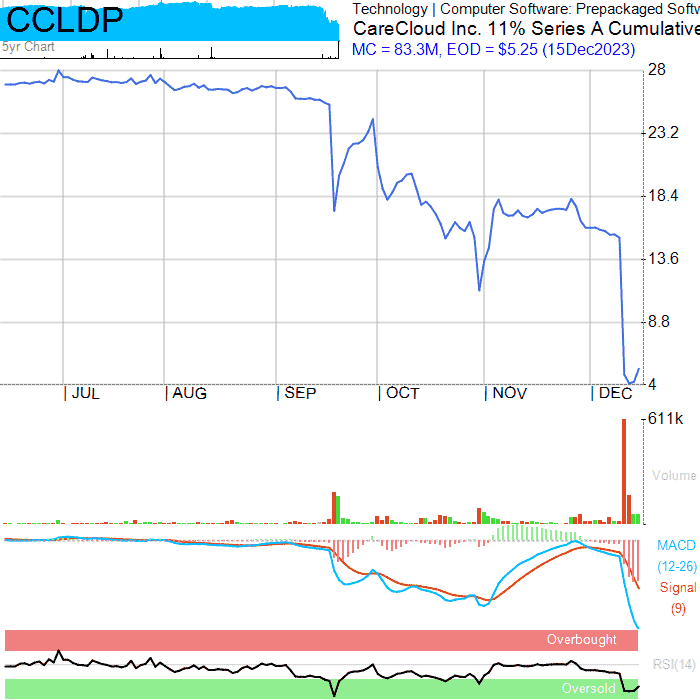 CCLDP
5yr Chart
Technology | Computer Software: Prepackaged Softw
CareCloud Inc. 11% Series A Cumulative
MC = 83.3M, EOD = $5.25 (15Dec2023)
28
23.2
18.4
13.6
8.8
4
JUL AUG SEP OCT NOV DEC
611k
Volume
MACD
(12-26)
Signal
(9)
Overbought
RSI(14)
Oversold